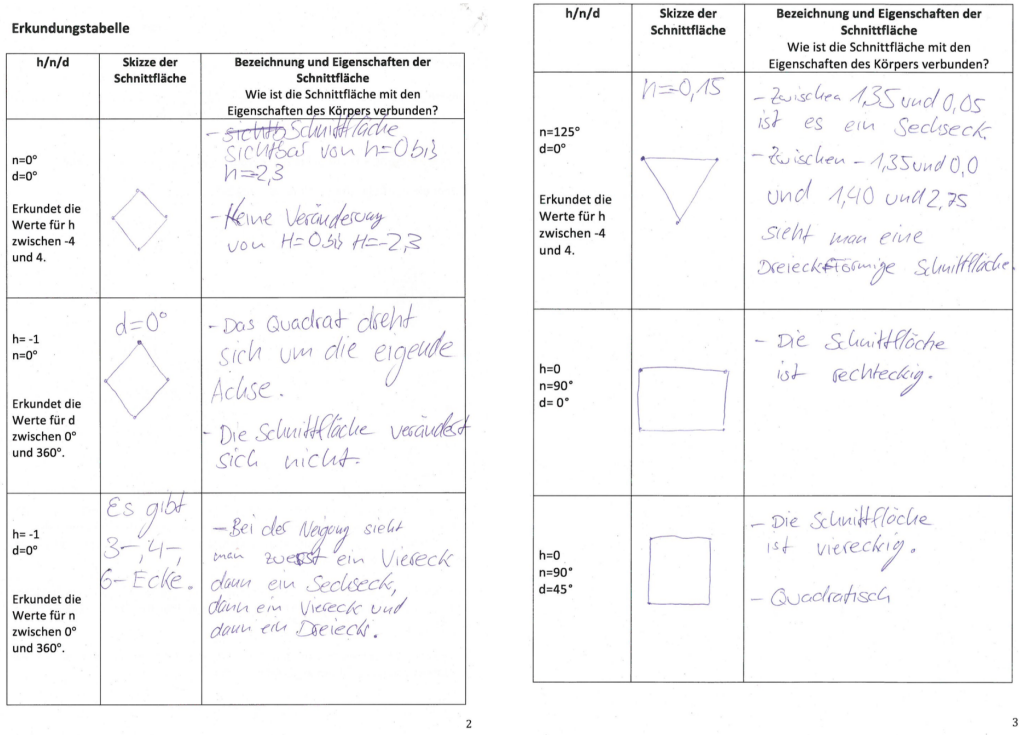 Erkundungstabelle
h/n/d
Skizze der
Schnittfläche
Bezeichnung und Eigenschaften der
Schnittfläche
Wie ist die Schnittfläche mit den
Eigenschaften des Körpers verbunden?
n=0°
d=0°
Erkundet die
Werte für h
zwischen -4
und 4.
- sichtb Schnittfläche
sichtbar von h=0 bis
h=2,3
- Keine Veränderung
von H=0 bis H=-2,3
h= -1
n=0°
Erkundet die
Werte für d
zwischen 0°
und 360°.
d=0°
- Das Quadrat dreht
sich um die eigende
Achse.
- Die Schnittfläche verändert
sich nicht.
h= -1
d=0°
Erkundet die
Werte für n
zwischen 0°
und 360°.
Es gibt
3-, 4-,
6-Ecke.
- Bei der Neigung sieht
man zuerst ein Viereck
dann ein Sechseck,
dann ein Viereck und
dann ein Dreieck.
2
h/n/d
Skizze der
Schnittfläche
Bezeichnung und Eigenschaften der
Schnittfläche
Wie ist die Schnittfläche mit den
Eigenschaften des Körpers verbunden?
n=125°
d=0°
Erkundet die
Werte für h
zwischen -4
und 4.
h=-0,15
- Zwischen 1,35 und 0,05
ist es ein Sechseck.
- Zwischen -1,35 und 0,0
und 1,40 und 2,75
sieht man eine
Dreieckförmige Schnittfläche.
h=0
n=90°
d= 0°
- Die Schnittfläche
ist rechteckig.
h=0
n=90°
d=45°
- Die Schnittfläche
ist viereckig.
- Quadratisch
3